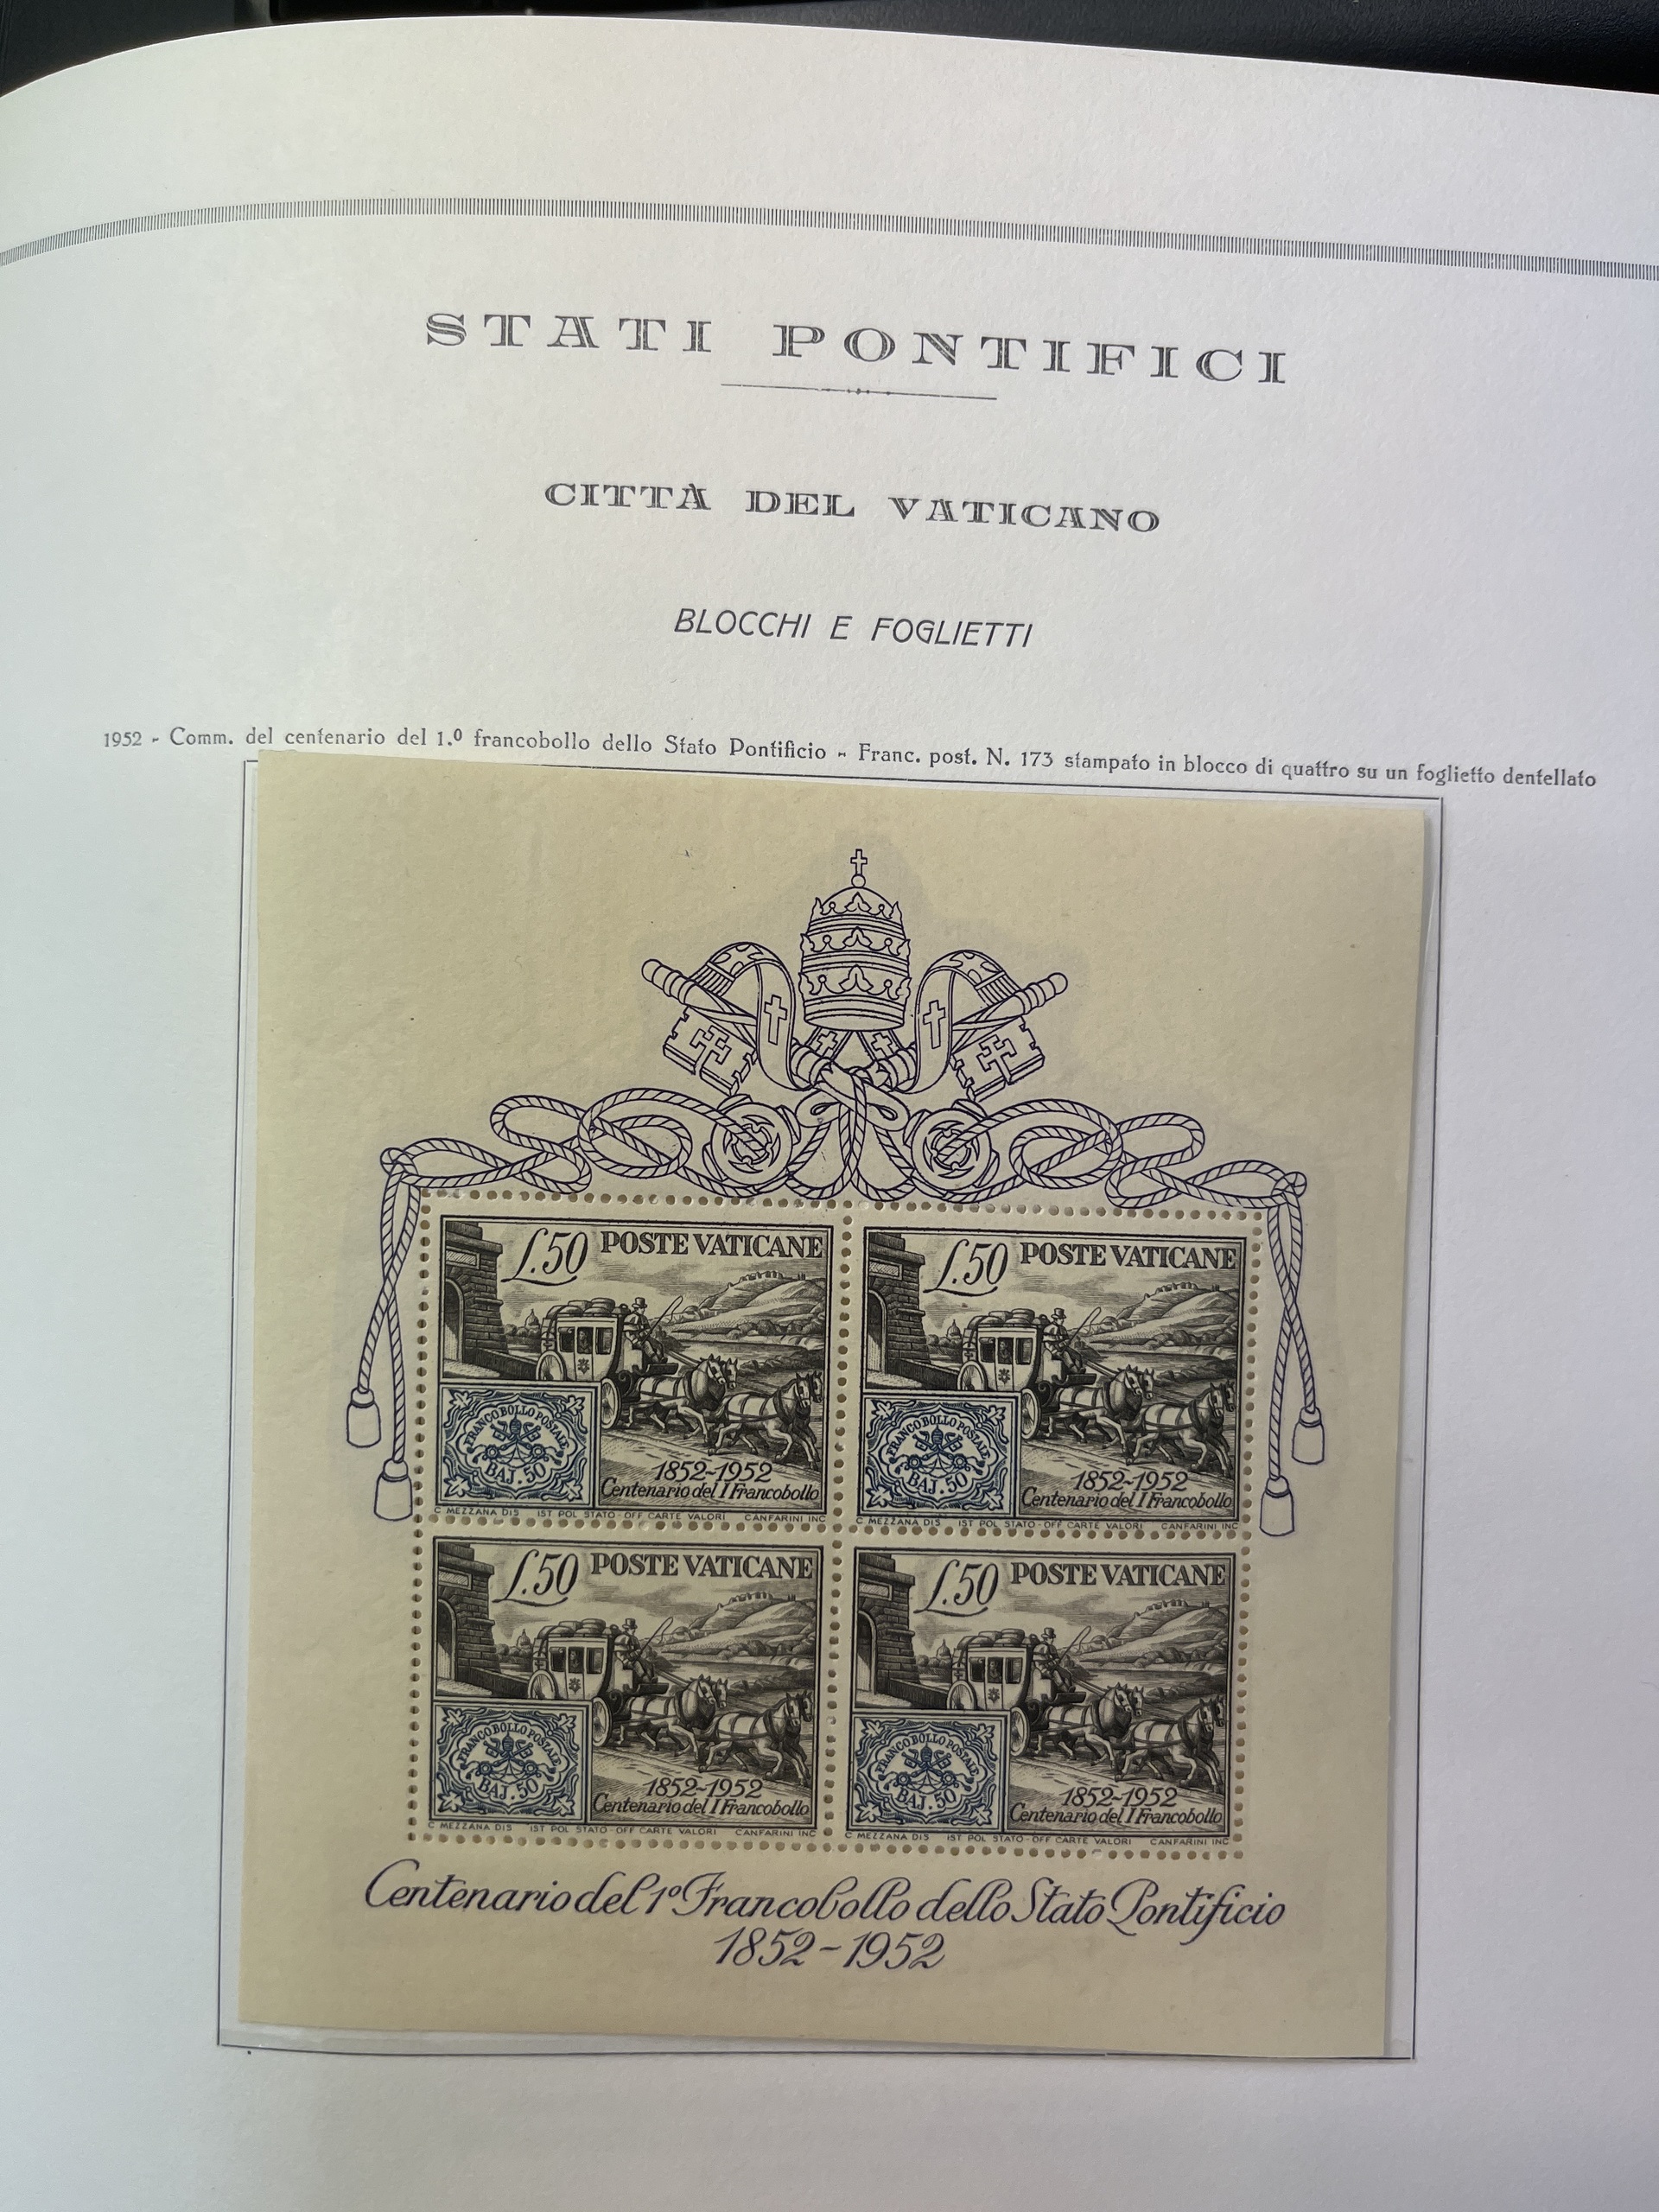 STATI PONTIFICI
CITTÀ DEL VATICANO
BLOCCHI E FOGLIETTI
1952 - Comm. del centenario del 1.º francobollo dello Stato Pontificio - Franc. post. N. 173 stampato in blocco di quattro su un foglietto dentellato
L.50 POSTE VATICANE
FRANCO BOLLO POSTALE
BAJ. 50
1852-1952
Centenario del I Francobollo
C MEZZANA DIS IST POL STATO-OFF CARTE VALORI CANFARINI INC
L.50 POSTE VATICANE
FRANCO BOLLO POSTALE
BAJ. 50
1852-1952
Centenario del I Francobollo
C MEZZANA DIS IST POL STATO-OFF CARTE VALORI CANFARINI INC
L.50 POSTE VATICANE
FRANCO BOLLO POSTALE
BAJ. 50
1852-1952
Centenario del I Francobollo
C MEZZANA DIS IST POL STATO-OFF CARTE VALORI CANFARINI INC
L.50 POSTE VATICANE
FRANCO BOLLO POSTALE
BAJ. 50
1852-1952
Centenario del I Francobollo
C MEZZANA DIS IST POL STATO-OFF CARTE VALORI CANFARINI INC
Centenario del 1º Francobollo dello Stato Pontificio
1852-1952